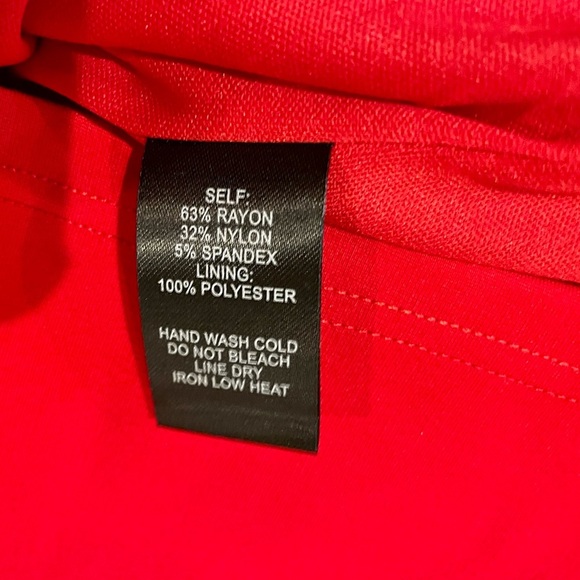 SELF:
63% RAYON
32% NYLON
5% SPANDEX
LINING:
100% POLYESTER
HAND WASH COLD
DO NOT BLEACH
LINE DRY
IRON LOW HEAT